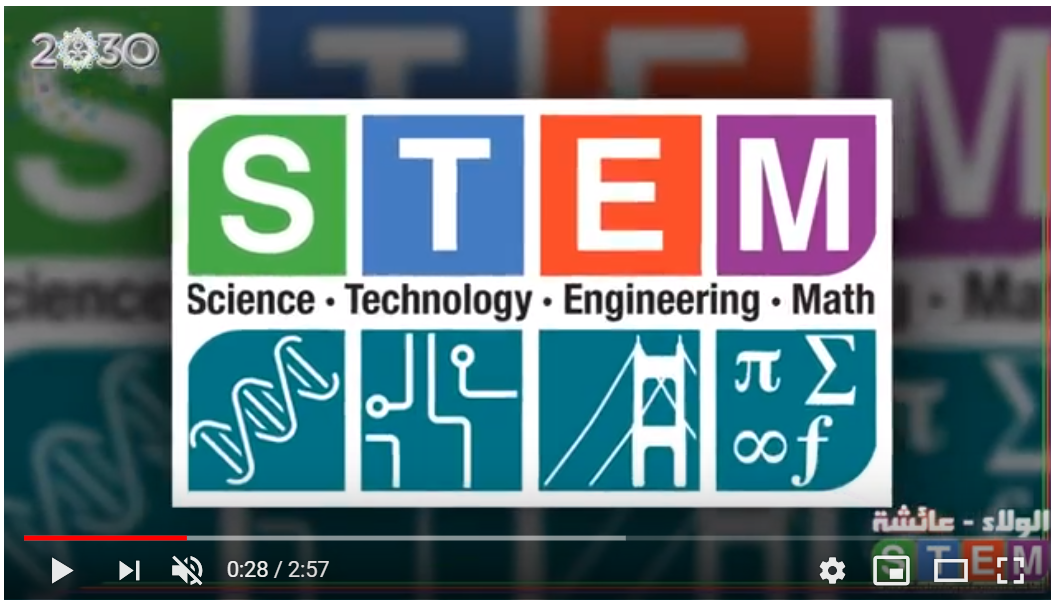 2030
S T E M
Science · Technology · Engineering · Math
π Σ
∞ f
الولاء - عائشة
STEM
0:28 / 2:57